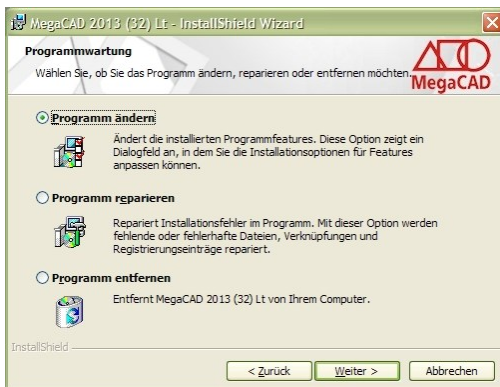 MegaCAD 2013 (32) Lt - InstallShield Wizard
Programmwartung
Wählen Sie, ob Sie das Programm ändern, reparieren oder entfernen möchten.
MegaCAD
Programm ändern
Ändert die installierten Programmfeatures. Diese Option zeigt ein
Dialogfeld an, in dem Sie die Installationsoptionen für Features
anpassen können.
Programm reparieren
Repariert Installationsfehler im Programm. Mit dieser Option werden
fehlende oder fehlerhafte Dateien, Verknüpfungen und
Registrierungseinträge repariert.
Programm entfernen
Entfernt MegaCAD 2013 (32) Lt von Ihrem Computer.
InstallShield
< Zurück Weiter > Abbrechen